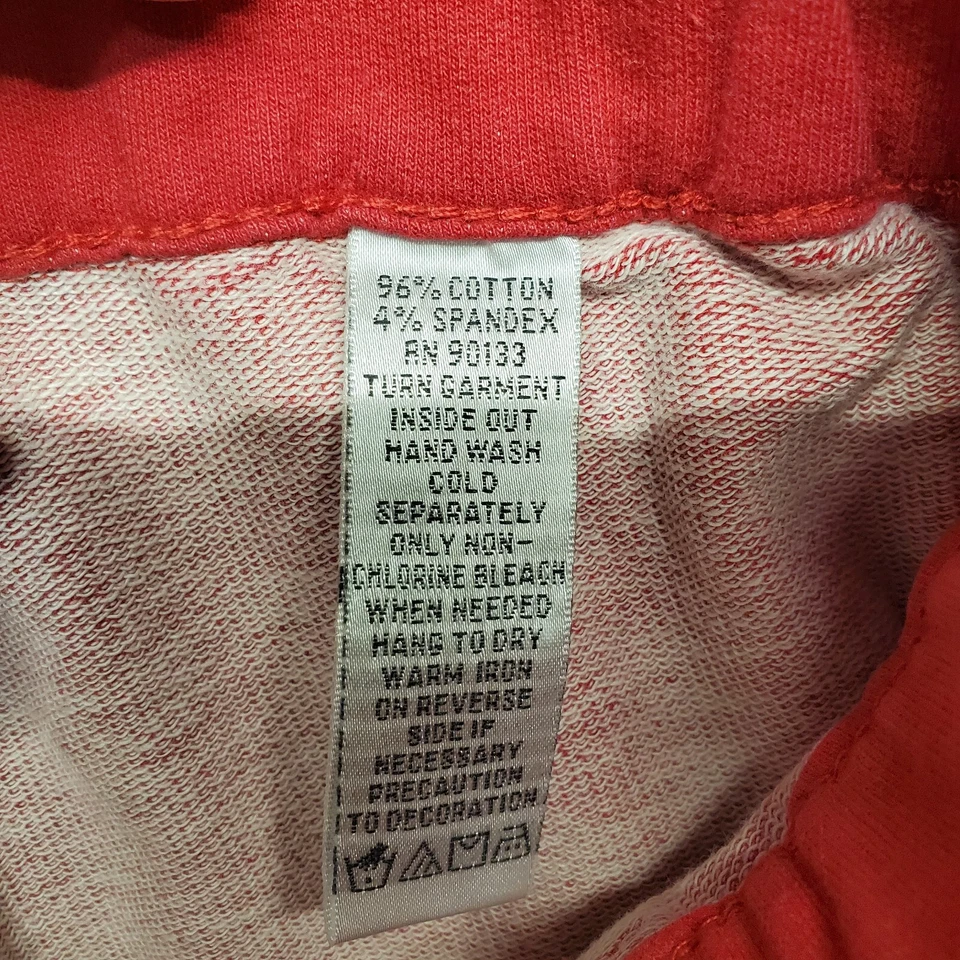 96% COTTON
4% SPANDEX
RN 90133
TURN GARMENT
INSIDE OUT
HAND WASH
COLD
SEPARATELY
ONLY NON-
CHLORINE BLEACH
WHEN NEEDED
HANG TO DRY
WARM IRON
ON REVERSE
SIDE IF
NECESSARY
PRECAUTION
TO DECORATION